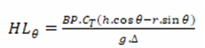 HL_θ = BP.C_T(h.cos θ−r.sin θ) / g.Δ